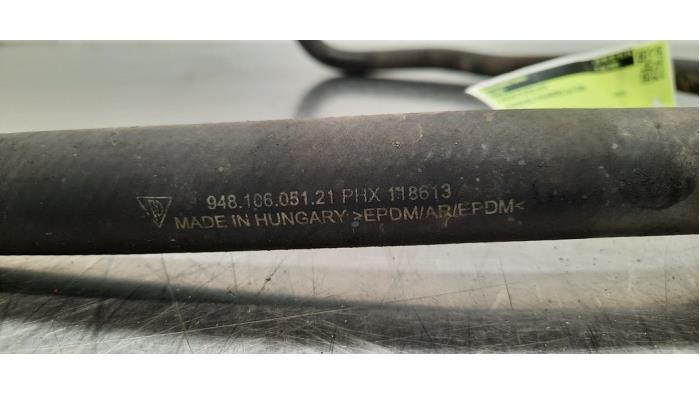 948.106.051.21 PHX 118613
MADE IN HUNGARY >EPDM/AR/EPDM<